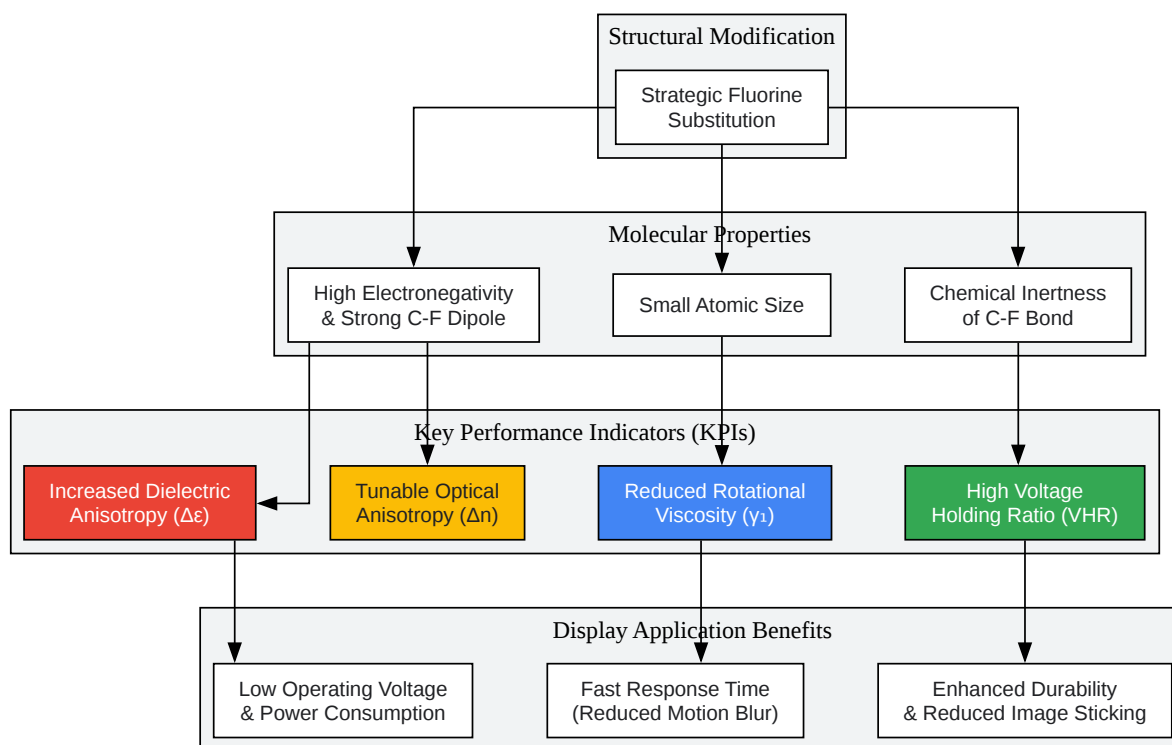 Structural Modification
Strategic Fluorine
Substitution
Molecular Properties
High Electronegativity
& Strong C-F Dipole
Small Atomic Size
Chemical Inertness
of C-F Bond
Key Performance Indicators (KPIs)
Increased Dielectric
Anisotropy (Δε)
Tunable Optical
Anisotropy (Δn)
Reduced Rotational
Viscosity (γ₁)
High Voltage
Holding Ratio (VHR)
Display Application Benefits
Low Operating Voltage
& Power Consumption
Fast Response Time
(Reduced Motion Blur)
Enhanced Durability
& Reduced Image Sticking